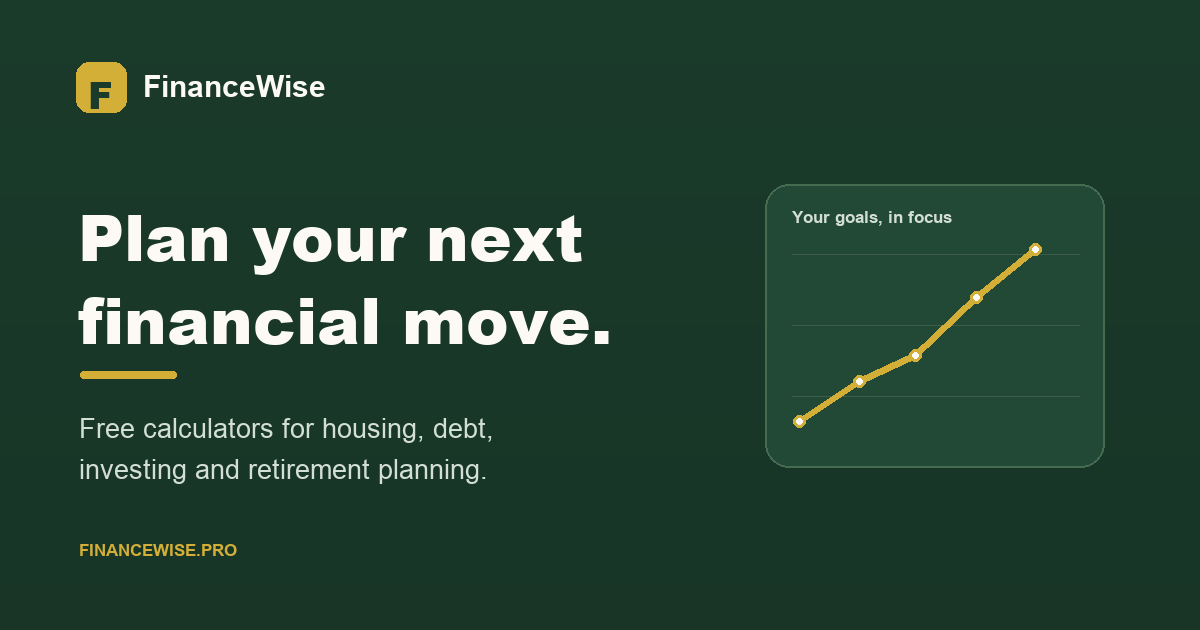 F
FinanceWise
Plan your next
financial move.
Free calculators for housing, debt,
investing and retirement planning.
FINANCEWISE.PRO
Your goals, in focus